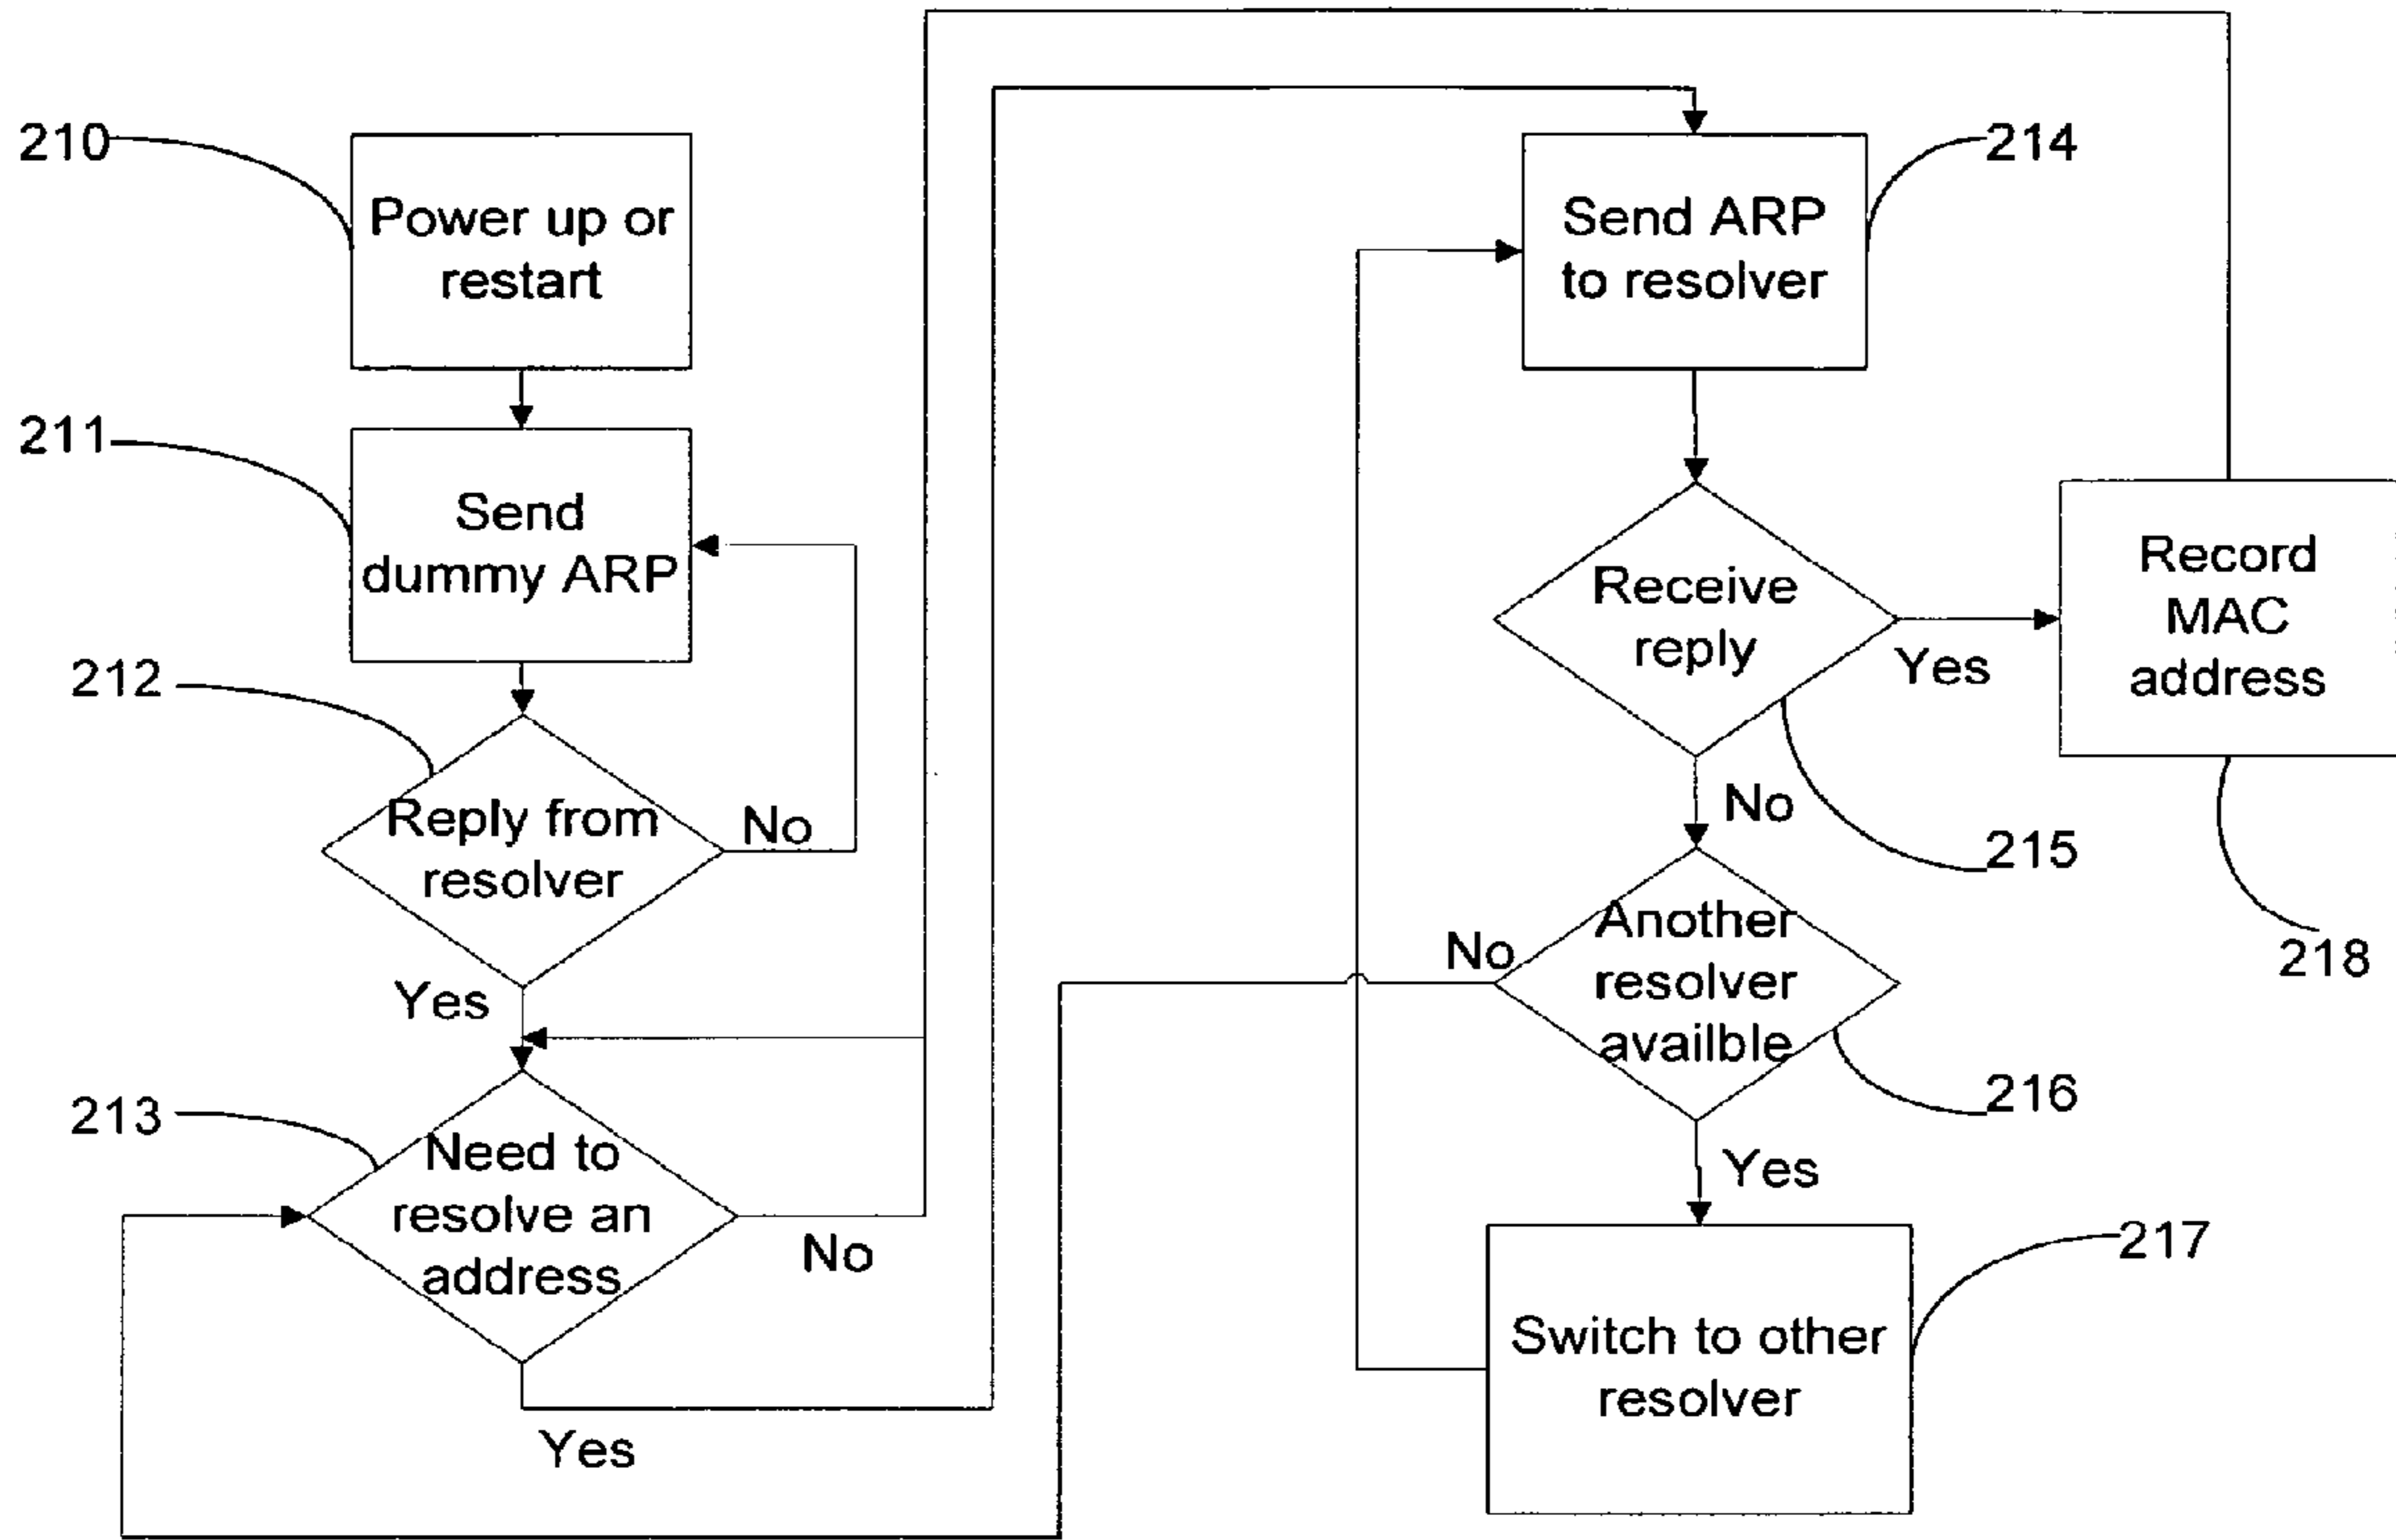 210
Power up or
restart
211
Send
dummy ARP
212
Reply from
resolver
No
Yes
213
Need to
resolve an
address
No
Yes
214
Send ARP
to resolver
Receive
reply
Yes
No
215
Record
MAC
address
218
Another
resolver
availble
No
216
Yes
217
Switch to other
resolver